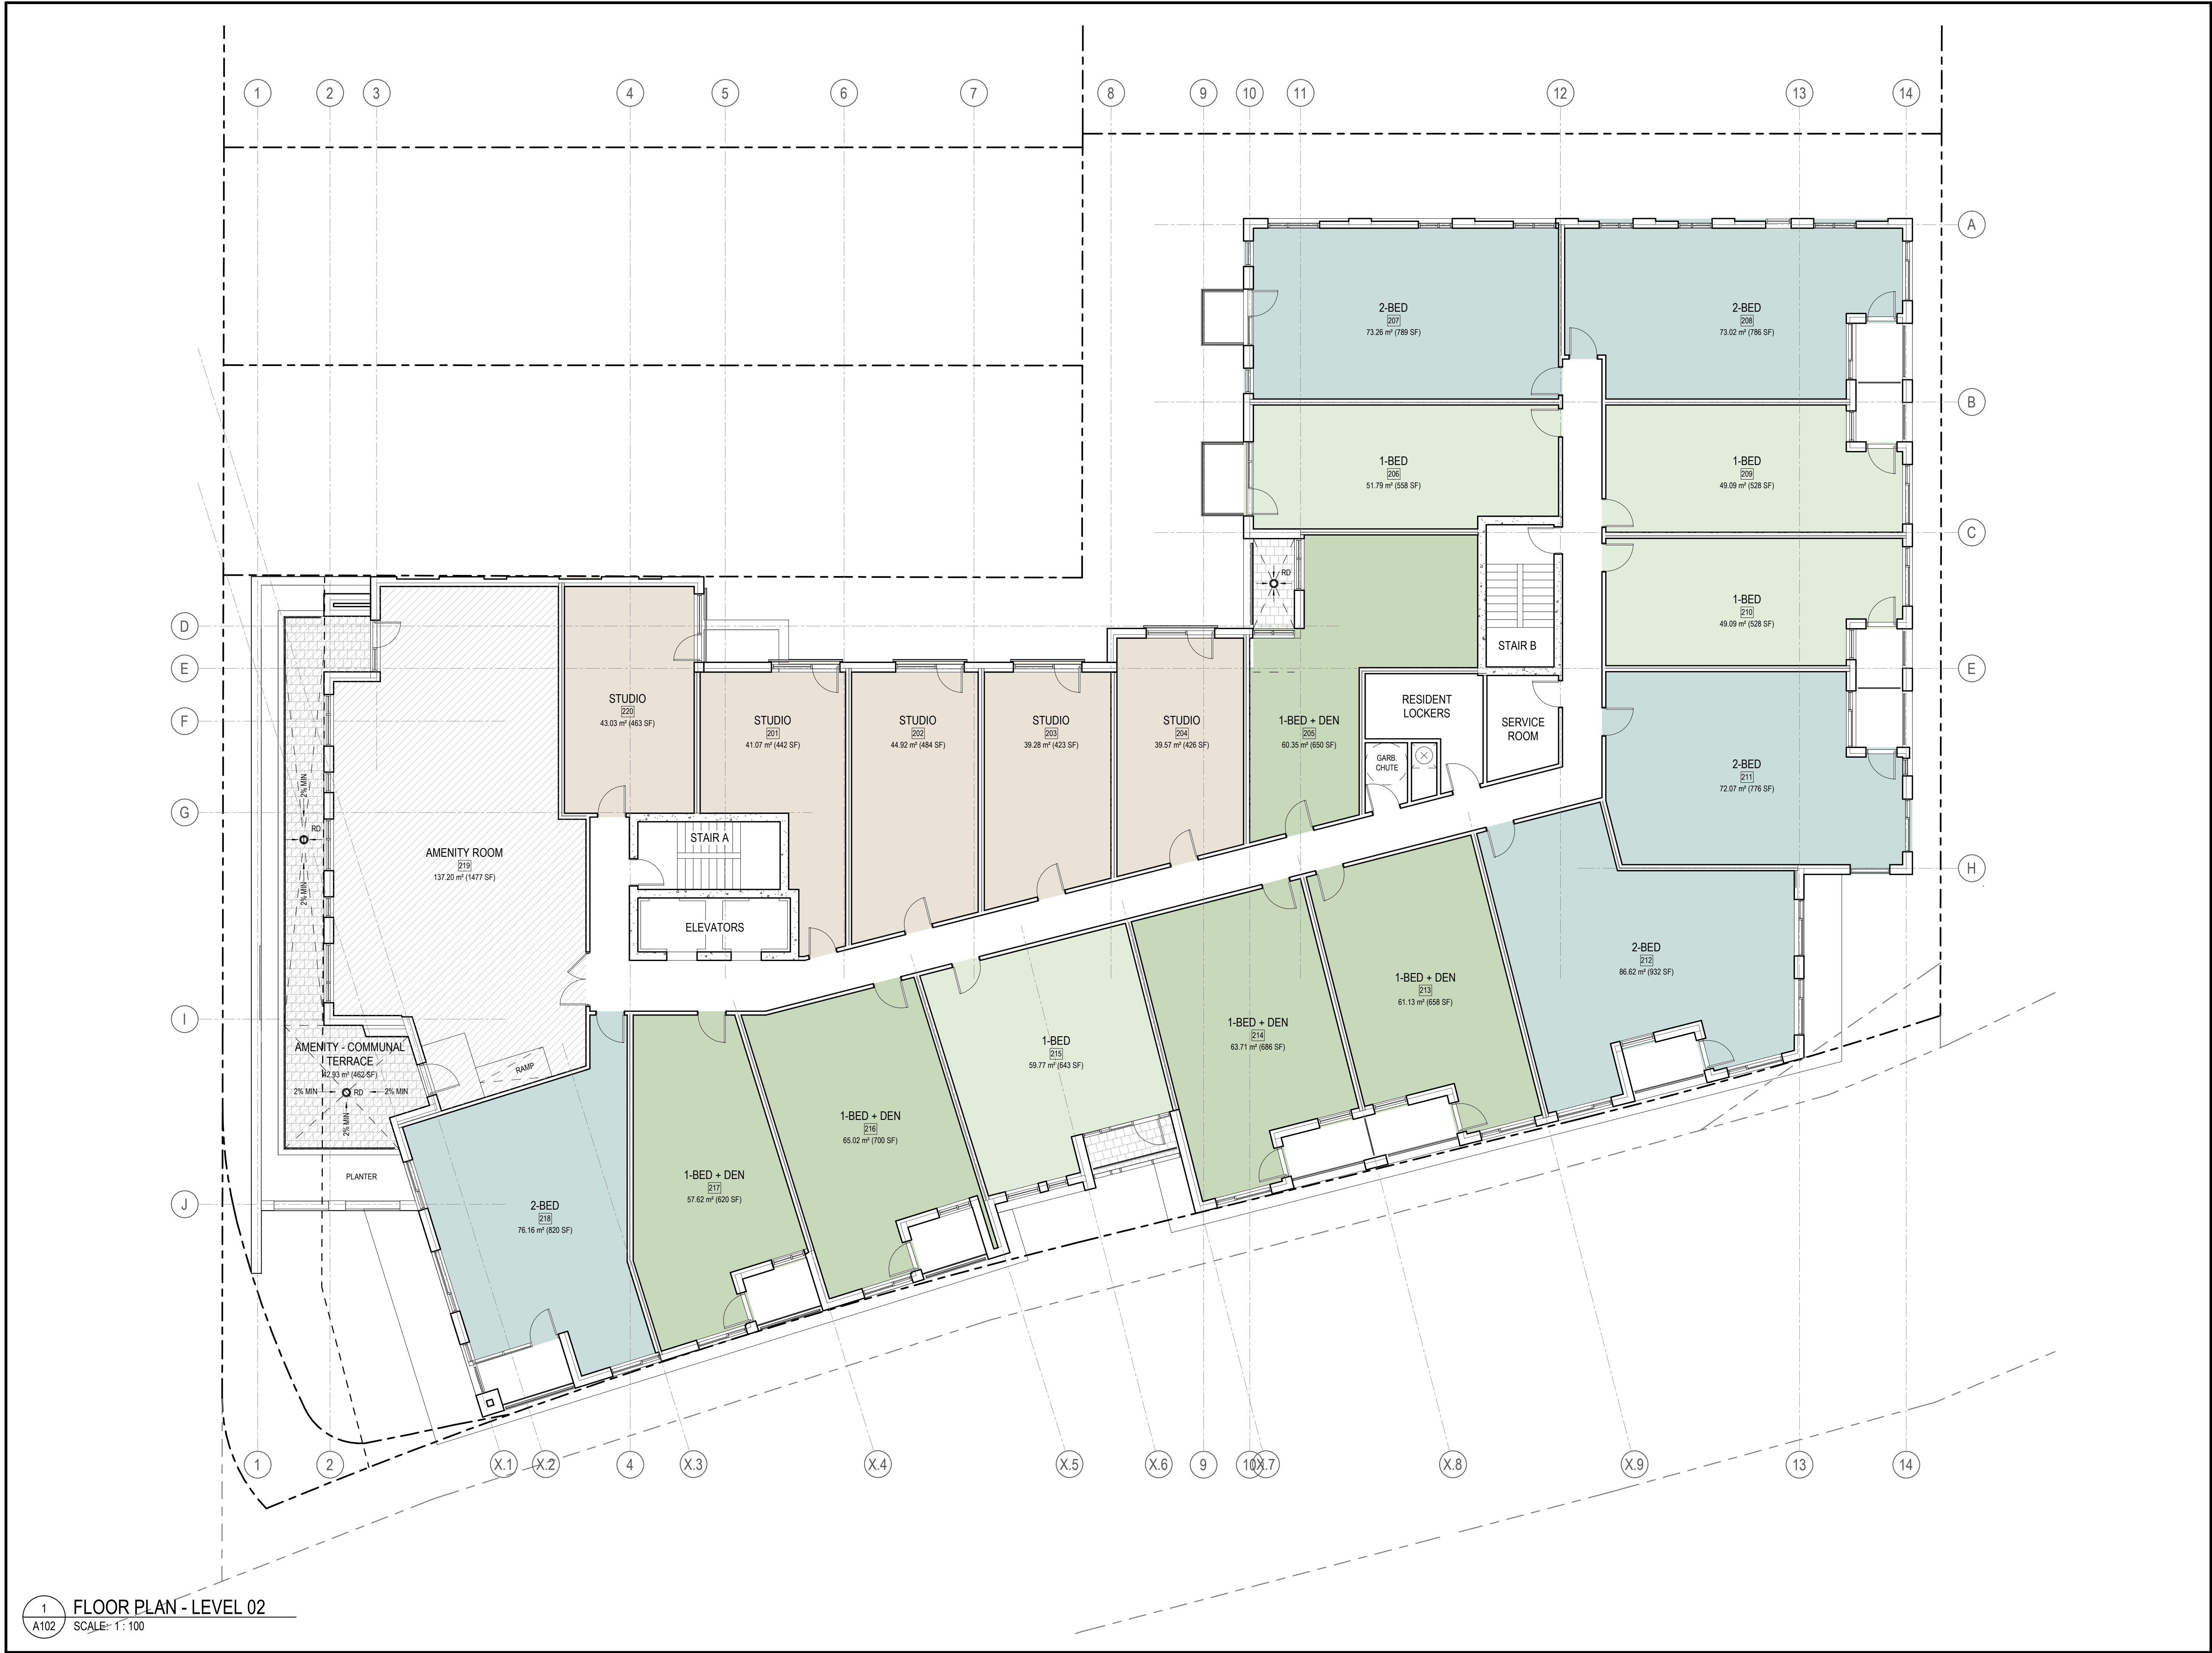 1
2
3
4
5
6
7
8
9
10
11
12
13
14
A
B
C
D
E
F
G
I
J
E
H
2-BED
207
73.26 m² (789 SF)
2-BED
208
73.02 m² (786 SF)
1-BED
206
51.79 m² (558 SF)
1-BED
209
49.09 m² (528 SF)
RD
1-BED
210
49.09 m² (528 SF)
STAIR B
STUDIO
220
43.03 m² (463 SF)
STUDIO
201
41.07 m² (442 SF)
STUDIO
202
44.92 m² (484 SF)
STUDIO
203
39.28 m² (423 SF)
STUDIO
204
39.57 m² (426 SF)
1-BED + DEN
205
60.35 m² (650 SF)
RESIDENT
LOCKERS
SERVICE
ROOM
GARB.
CHUTE
2-BED
211
72.07 m² (776 SF)
2% MIN
RD
2% MIN
AMENITY ROOM
219
137.20 m² (1477 SF)
STAIR A
ELEVATORS
2-BED
212
86.62 m² (932 SF)
1-BED + DEN
213
61.13 m² (658 SF)
1-BED + DEN
214
63.71 m² (686 SF)
1-BED
215
59.77 m² (643 SF)
AMENITY - COMMUNAL
TERRACE
42.93 m² (462 SF)
2% MIN
RD
2% MIN
2% MIN
RAMP
1-BED + DEN
216
65.02 m² (700 SF)
PLANTER
1-BED + DEN
217
57.62 m² (620 SF)
2-BED
218
76.16 m² (820 SF)
1
2
X.1
X.2
4
X.3
X.4
X.5
X.6
9
10
X.7
X.8
X.9
13
14
1
A102
FLOOR PLAN - LEVEL 02
SCALE: 1 : 100